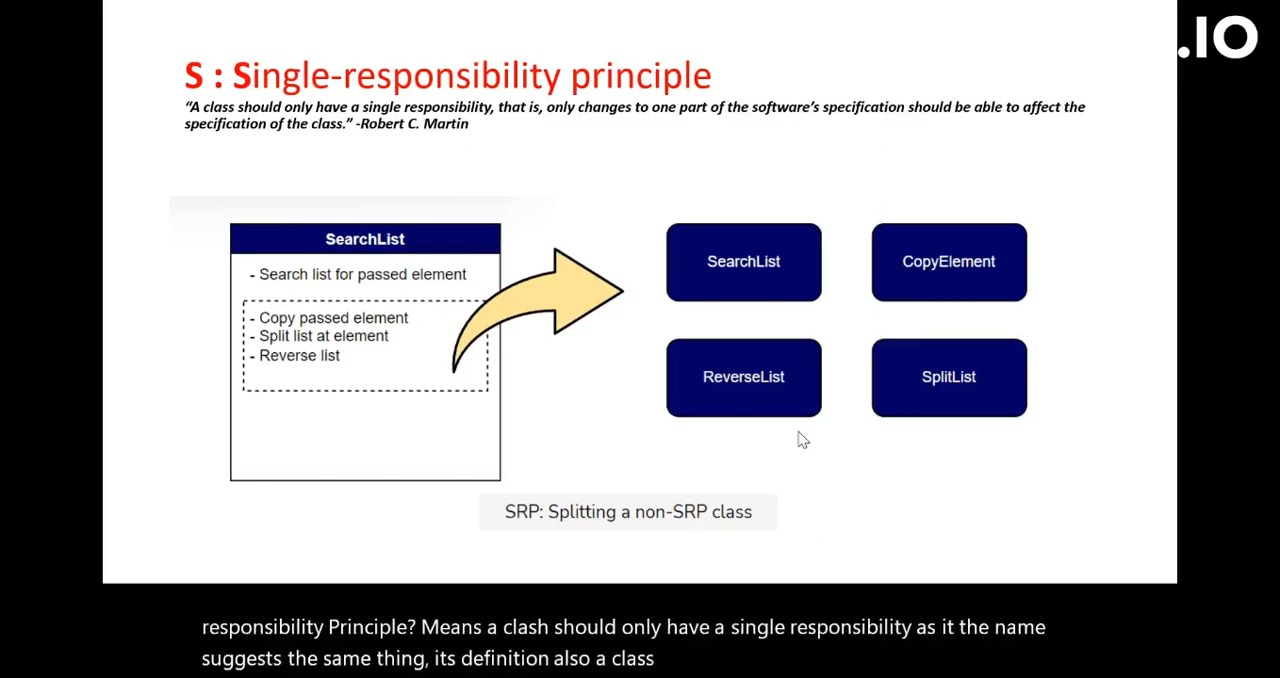 .IO
S : Single-responsibility principle
“A class should only have a single responsibility, that is, only changes to one part of the software’s specification should be able to affect the
specification of the class.” -Robert C. Martin
SearchList
- Search list for passed element
- Copy passed element
- Split list at element
- Reverse list
SearchList
CopyElement
ReverseList
SplitList
SRP: Splitting a non-SRP class
responsibility Principle? Means a clash should only have a single responsibility as it the name
suggests the same thing, its definition also a class